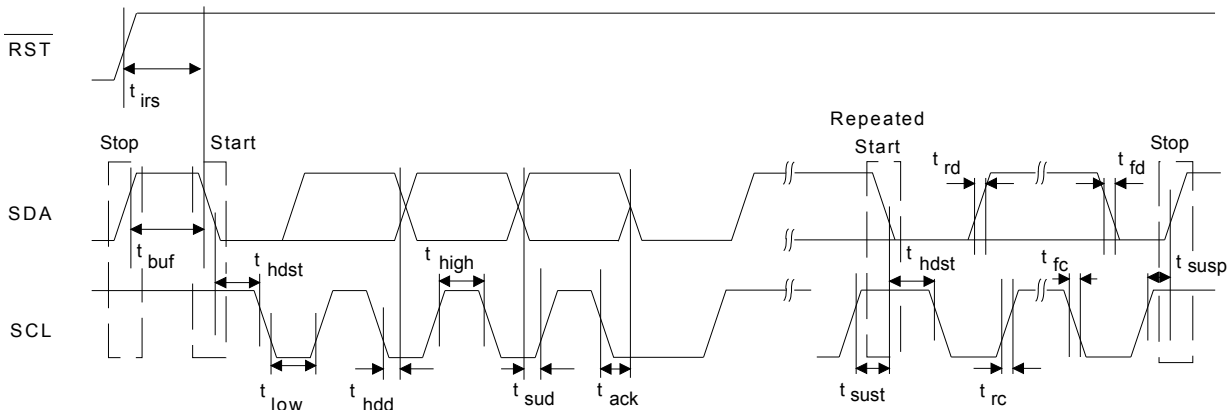 RST
t irs
Stop
Start
Repeated
Start
Stop
SDA
t rd
t fd
t buf
t hdst
t high
t hdst
t fc
t susp
SCL
t low
t hdd
t sud
t ack
t sust
t rc